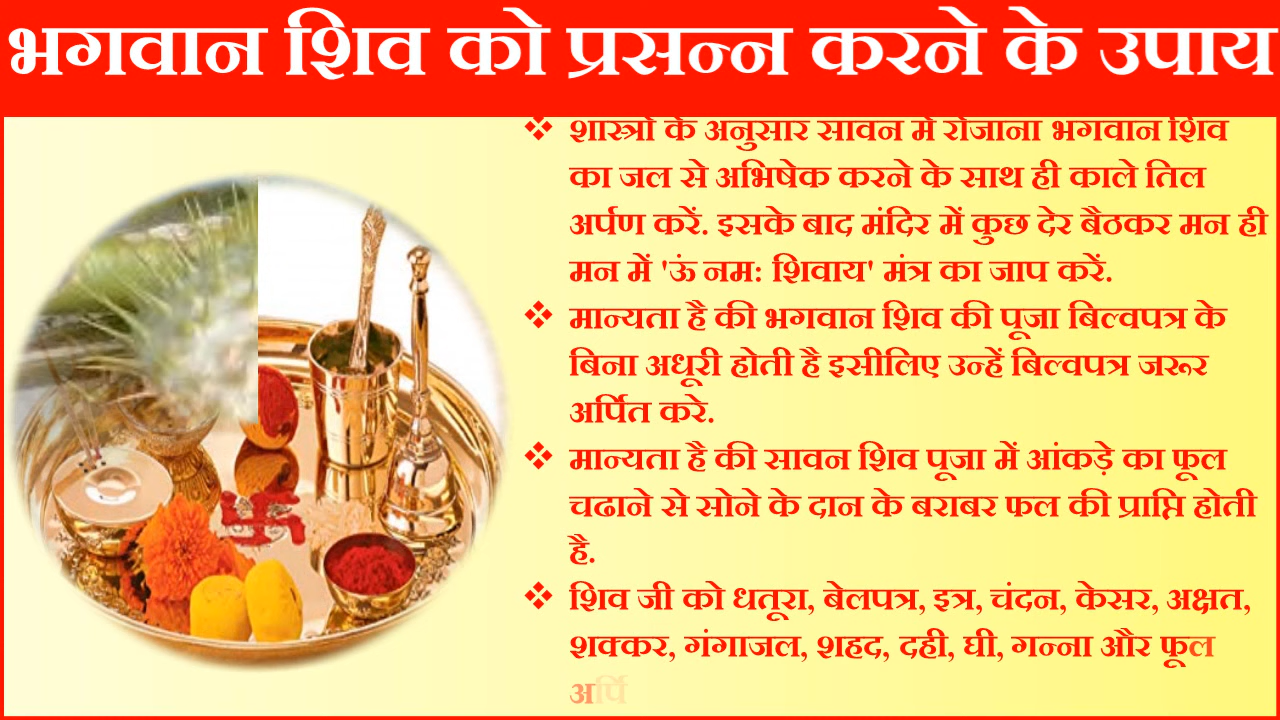 भगवान शिव को प्रसन्न करने के उपाय
❖ शास्त्रों के अनुसार सावन में रोजाना भगवान शिव
का जल से अभिषेक करने के साथ ही काले तिल
अर्पण करें. इसके बाद मंदिर में कुछ देर बैठकर मन ही
मन में 'ऊं नम: शिवाय' मंत्र का जाप करें.
❖ मान्यता है की भगवान शिव की पूजा बिल्वपत्र के
बिना अधूरी होती है इसीलिए उन्हें बिल्वपत्र जरूर
अर्पित करे.
❖ मान्यता है की सावन शिव पूजा में आंकड़े का फूल
चढाने से सोने के दान के बराबर फल की प्राप्ति होती
है.
❖ शिव जी को धतूरा, बेलपत्र, इत्र, चंदन, केसर, अक्षत,
शक्कर, गंगाजल, शहद, दही, घी, गन्ना और फूल
अर्पि